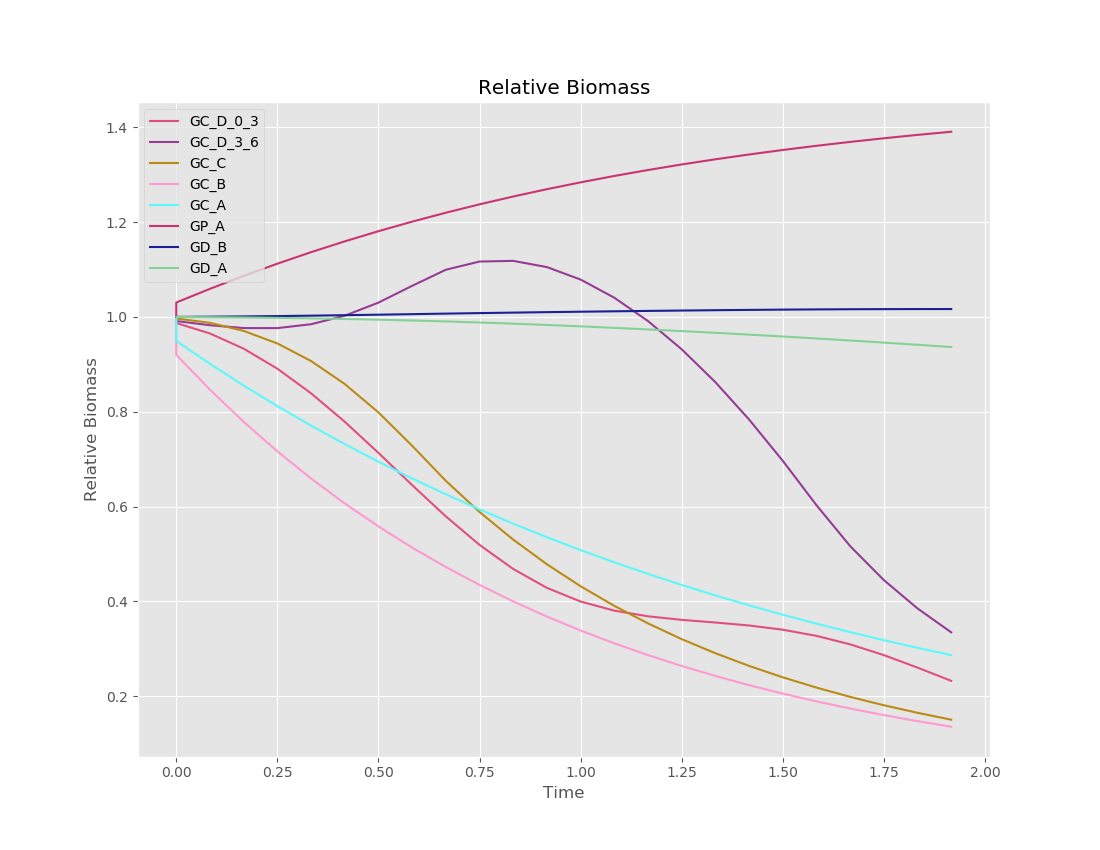 Relative Biomass
GC_D_0_3
GC_D_3_6
GC_C
GC_B
GC_A
GP_A
GD_B
GD_A
1.4
1.2
1.0
0.8
0.6
0.4
0.2
Relative Biomass
0.00 0.25 0.50 0.75 1.00 1.25 1.50 1.75 2.00
Time